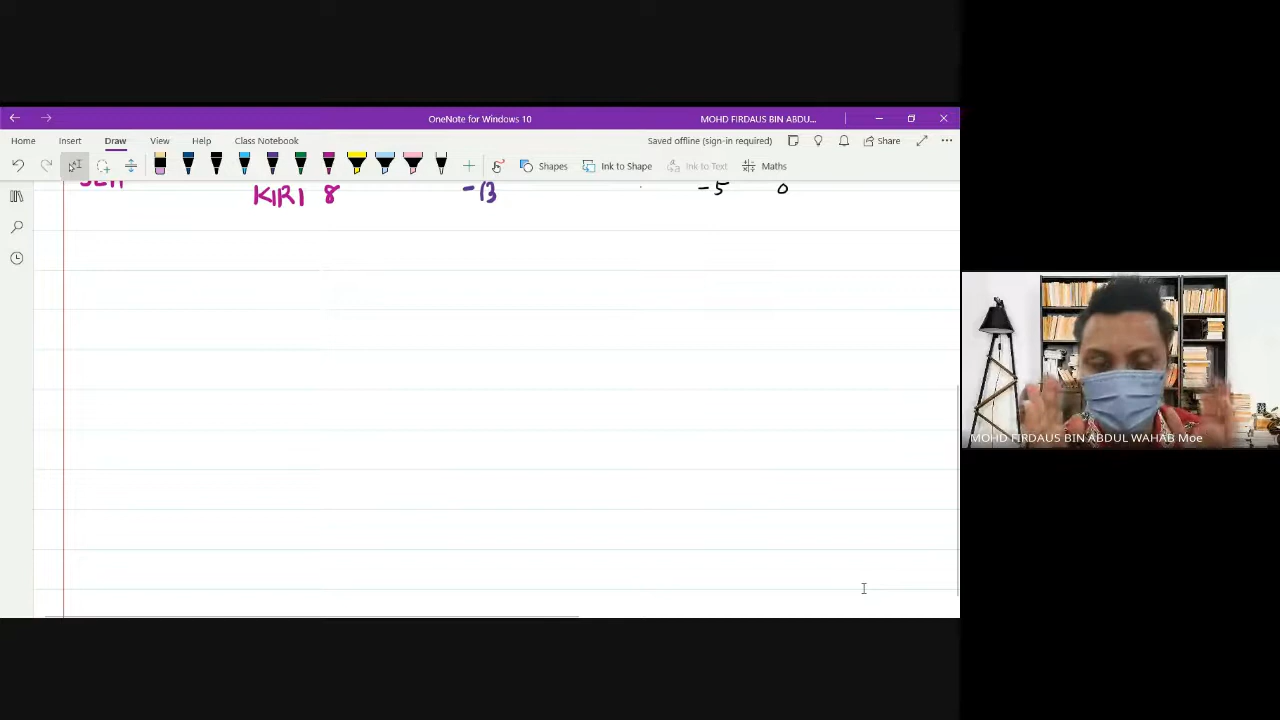 OneNote for Windows 10
MOHD FIRDAUS BIN ABDU...
Home Insert Draw View Help Class Notebook
Saved offline (sign-in required)
Share
Shapes Ink to Shape Ink to Text Maths
KIRI 8 -13 -5 0
MOHD FIRDAUS BIN ABDUL WAHAB Moe